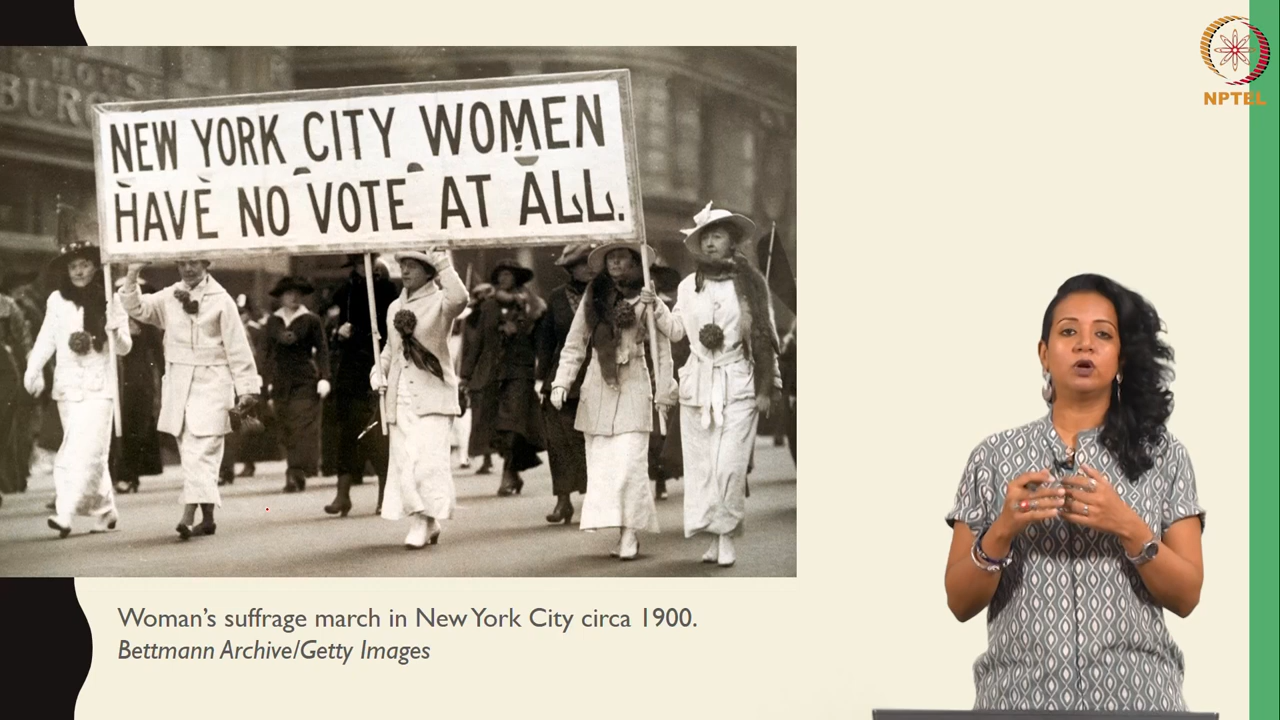 NPTEL
BURG
NEW YORK CITY WOMEN
HAVE NO VOTE AT ALL.
Woman's suffrage march in New York City circa 1900.
Bettmann Archive/Getty Images